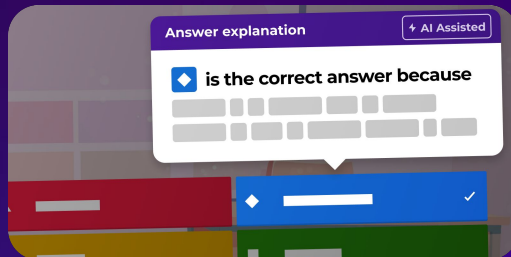 Answer explanation
AI Assisted
is the correct answer because